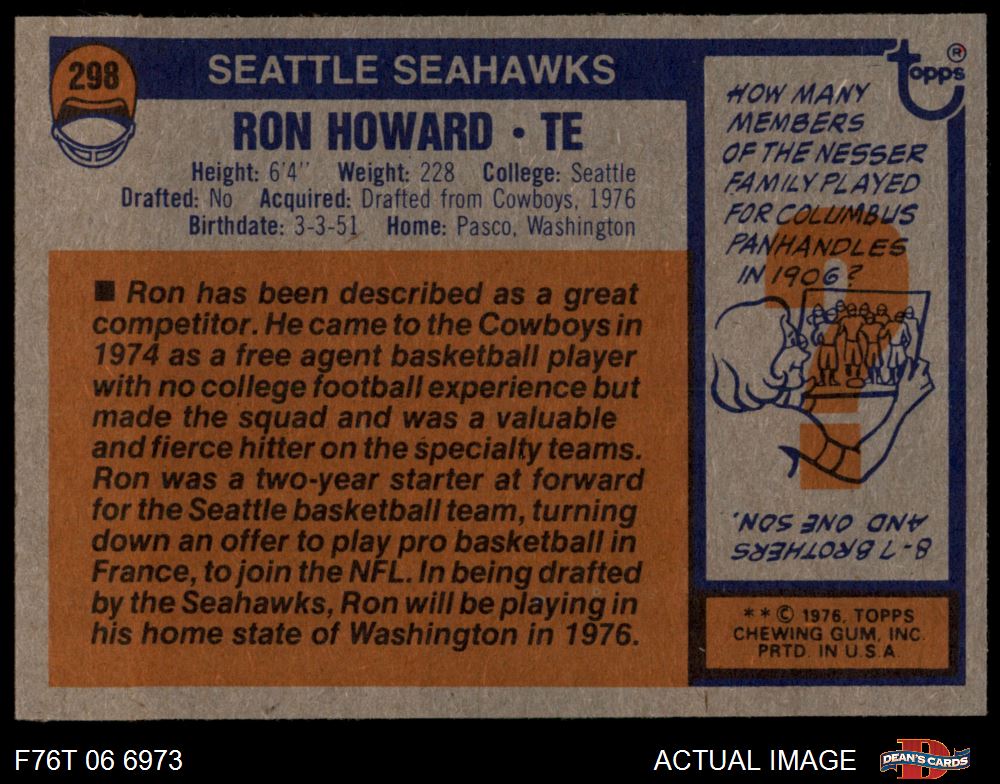 298
SEATTLE SEAHAWKS
RON HOWARD • TE
Height: 6'4" Weight: 228 College: Seattle
Drafted: No Acquired: Drafted from Cowboys, 1976
Birthdate: 3-3-51 Home: Pasco, Washington
■ Ron has been described as a great
competitor. He came to the Cowboys in
1974 as a free agent basketball player
with no college football experience but
made the squad and was a valuable
and fierce hitter on the specialty teams.
Ron was a two-year starter at forward
for the Seattle basketball team, turning
down an offer to play pro basketball in
France, to join the NFL. In being drafted
by the Seahawks, Ron will be playing in
his home state of Washington in 1976.
topps ®
HOW MANY
MEMBERS
OF THE NESSER
FAMILY PLAYED
FOR COLUMBUS
PANHANDLES
IN 1906?
8-7 BROTHERS
AND ONE SON.
* * © 1976, TOPPS
CHEWING GUM, INC.
PRTD. IN U.S.A.
F76T 06 6973
ACTUAL IMAGE
DEAN'S CARDS